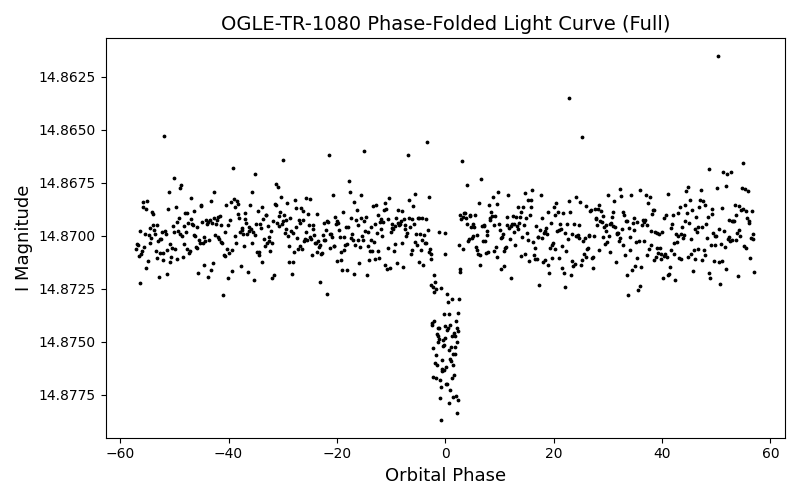 OGLE-TR-1080 Phase-Folded Light Curve (Full)
I Magnitude
14.8625
14.8650
14.8675
14.8700
14.8725
14.8750
14.8775
−60 −40 −20 0 20 40 60
Orbital Phase